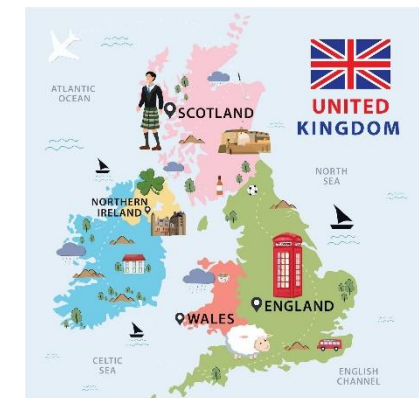 ATLANTIC
OCEAN
SCOTLAND
UNITED
KINGDOM
NORTH
SEA
NORTHERN
IRELAND
ENGLAND
WALES
CELTIC
SEA
ENGLISH
CHANNEL